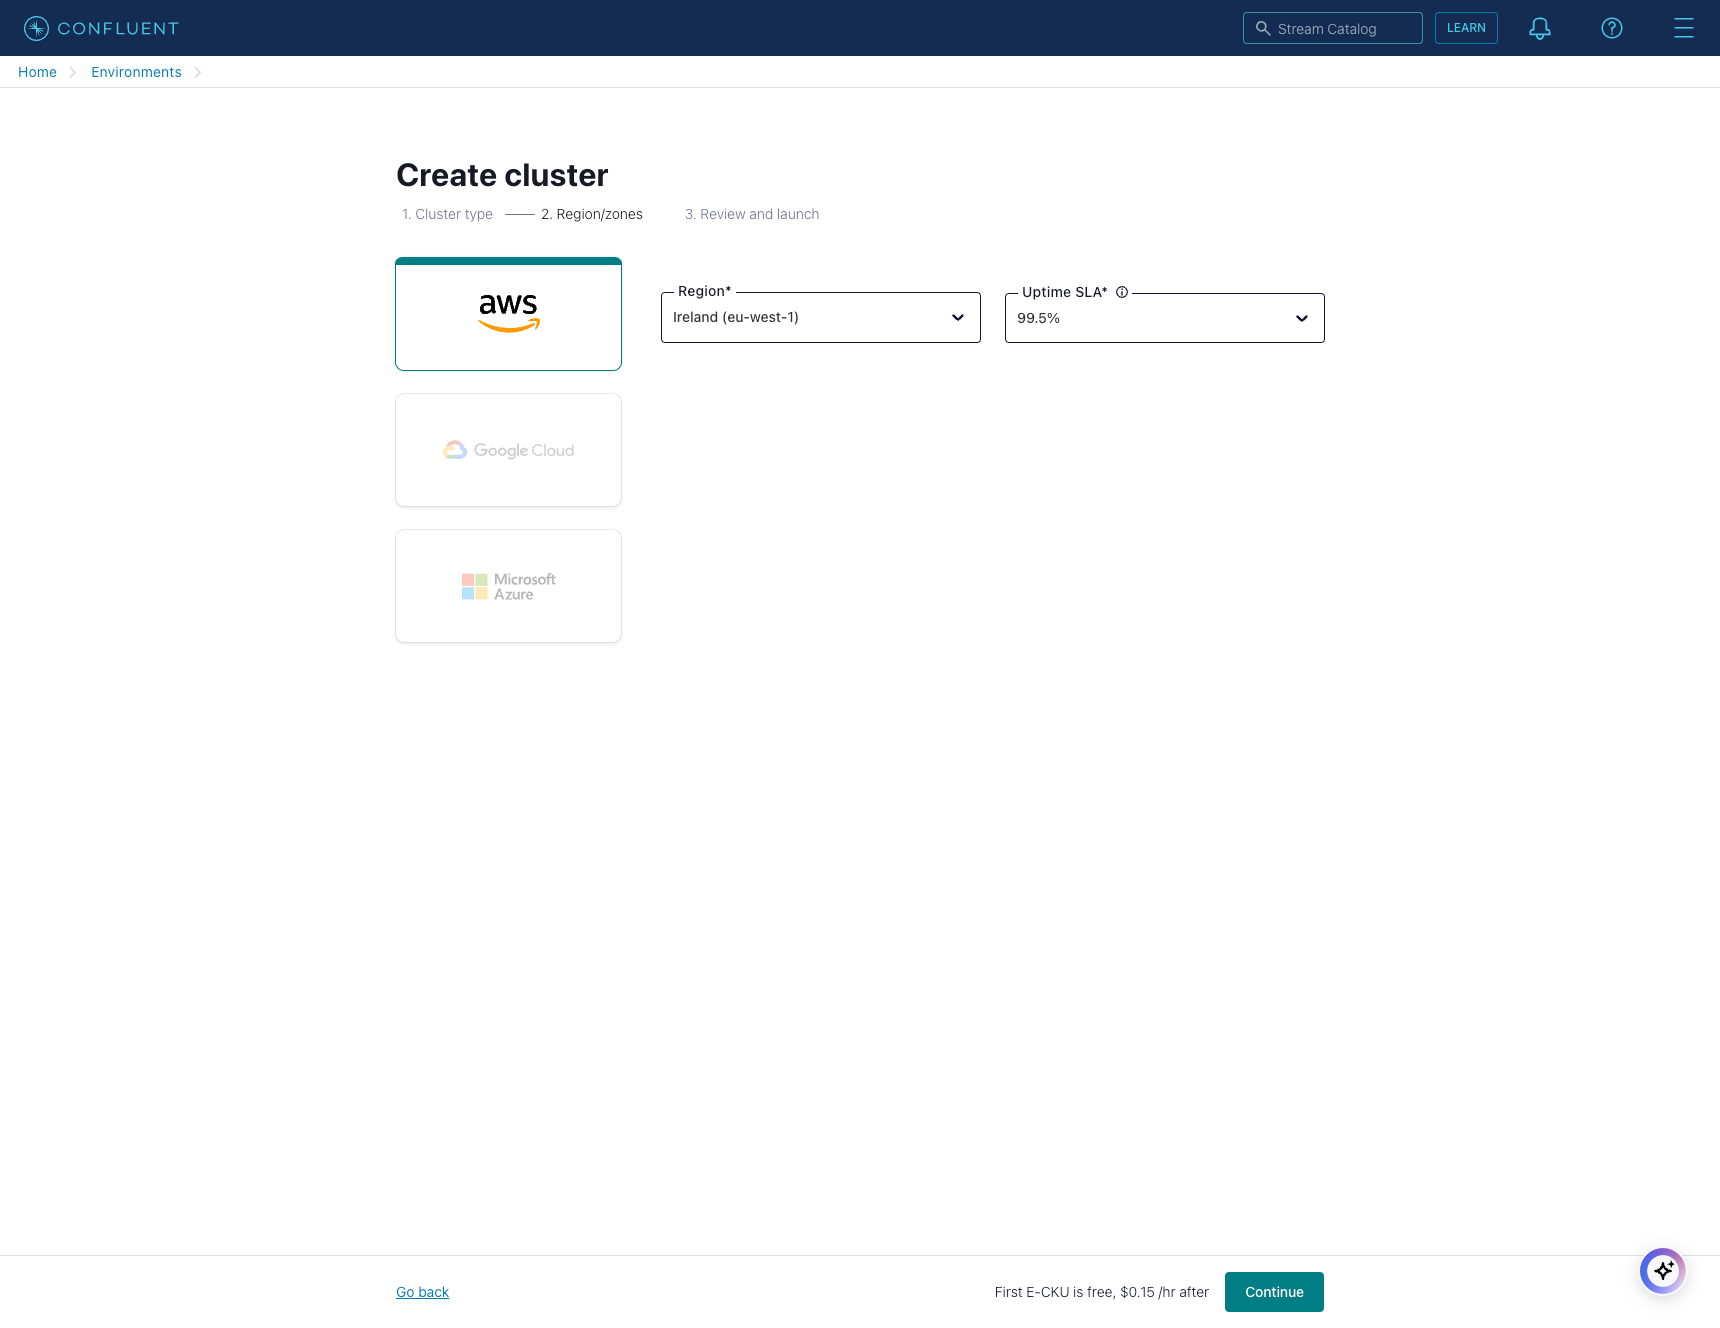 CONFLUENT
Stream Catalog
LEARN
Home
Environments
Create cluster
1. Cluster type
2. Region/zones
3. Review and launch
aws
Region*
Ireland (eu-west-1)
Uptime SLA*
99.5%
Google Cloud
Microsoft
Azure
Go back
First E-CKU is free, $0.15 /hr after
Continue